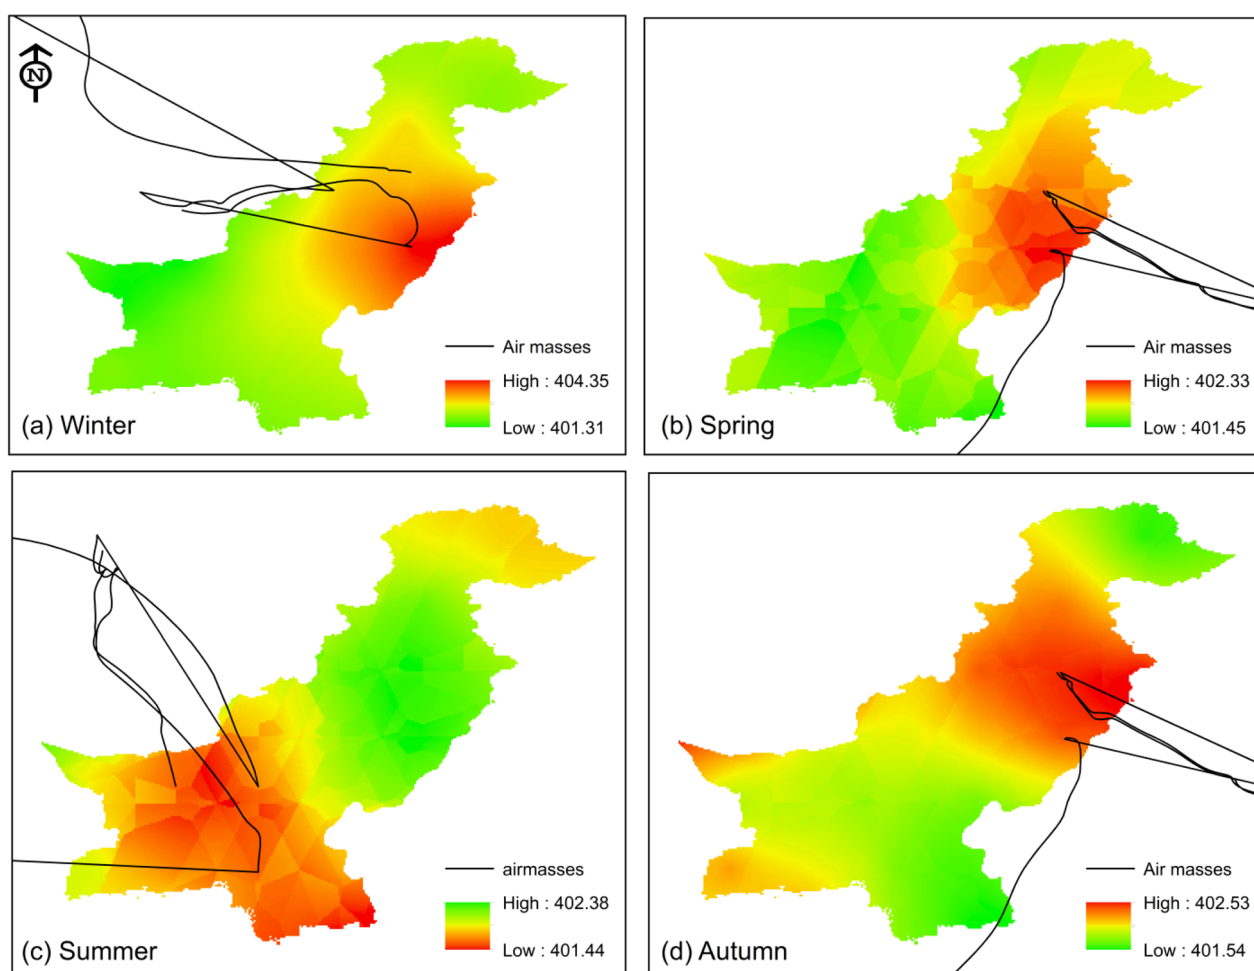 N
Air masses
High : 404.35
Low : 401.31
(a) Winter
Air masses
High : 402.33
Low : 401.45
(b) Spring
airmasses
High : 402.38
Low : 401.44
(c) Summer
Air masses
High : 402.53
Low : 401.54
(d) Autumn